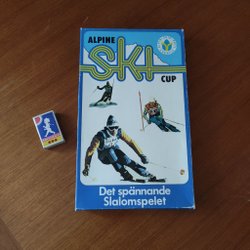 ALPINE
Ski
CUP
Det spännande
Slalomspelet